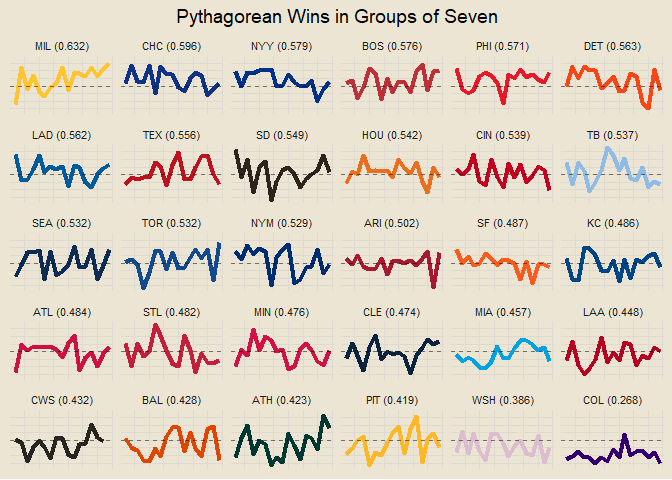 Pythagorean Wins in Groups of Seven
MIL (0.632) CHC (0.596) NYY (0.579) BOS (0.576) PHI (0.571) DET (0.563)
LAD (0.562) TEX (0.556) SD (0.549) HOU (0.542) CIN (0.539) TB (0.537)
SEA (0.532) TOR (0.532) NYM (0.529) ARI (0.502) SF (0.487) KC (0.486)
ATL (0.484) STL (0.482) MIN (0.476) CLE (0.474) MIA (0.457) LAA (0.448)
CWS (0.432) BAL (0.428) ATH (0.423) PIT (0.419) WSH (0.386) COL (0.268)